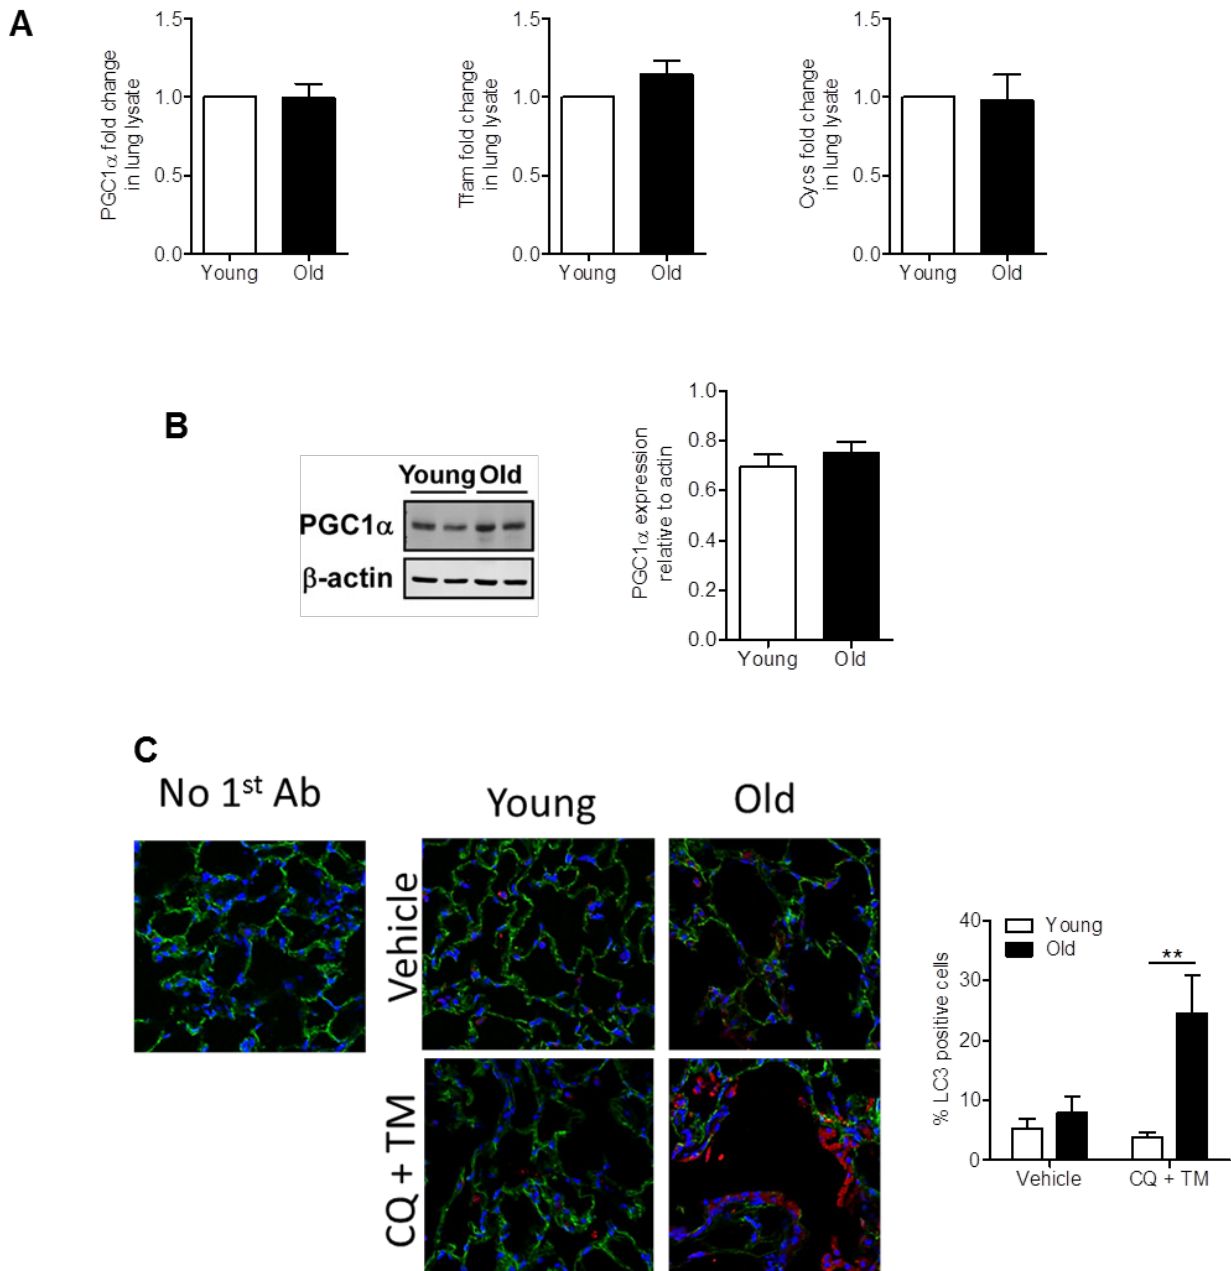 A
PGC1α fold change
in lung lysate
1.5
1.0
0.5
0.0
Young Old
Tfam fold change
in lung lysate
1.5
1.0
0.5
0.0
Young Old
Cycs fold change
in lung lysate
1.5
1.0
0.5
0.0
Young Old
B
Young Old
PGC1α
β-actin
PGC1α expression
relative to actin
1.0
0.8
0.6
0.4
0.2
0.0
Young Old
C
No 1st Ab
Young
Old
Vehicle
CQ + TM
% LC3 positive cells
40
30
20
10
0
Young
Old
**
Vehicle CQ + TM